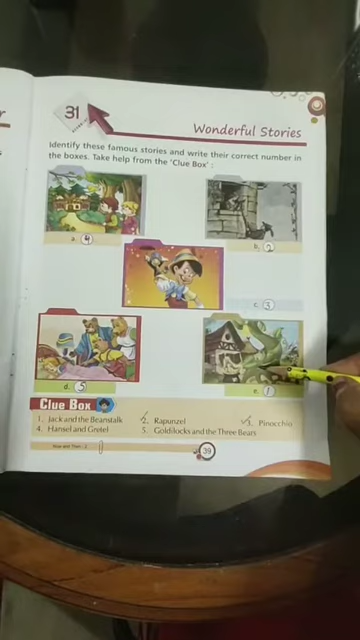 31
Wonderful Stories
Identify these famous stories and write their correct number in
the boxes. Take help from the 'Clue Box' :
a. 4
b. 2
c. 3
d. 5
e. 1
Clue Box
1. Jack and the Beanstalk
2. Rapunzel
3. Pinocchio
4. Hansel and Gretel
5. Goldilocks and the Three Bears
39